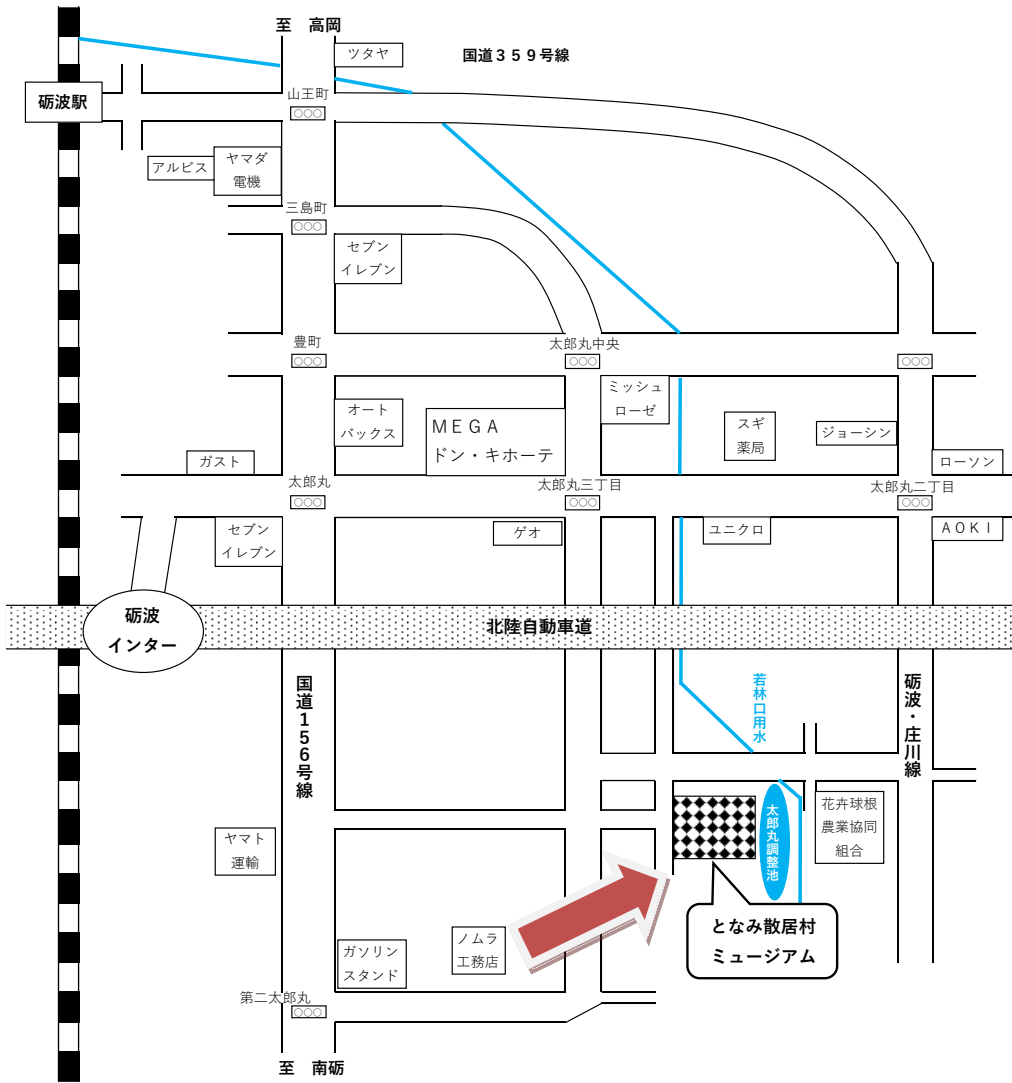 至　高岡
ツタヤ
国道３５９号線
砺波駅
山王町
アルビス
ヤマダ
電機
三島町
セブン
イレブン
豊町
太郎丸中央
オート
バックス
ＭＥＧＡ
ドン・キホーテ
ミッシュ
ローゼ
スギ
薬局
ジョーシン
ガスト
ローソン
太郎丸
太郎丸三丁目
太郎丸二丁目
セブン
イレブン
ゲオ
ユニクロ
ＡＯＫＩ
砺波
インター
北陸自動車道
国道１５６号線
若林口用水
砺波・庄川線
ヤマト
運輸
太郎丸調整池
花卉球根
農業協同
組合
となみ散居村
ミュージアム
ガソリン
スタンド
ノムラ
工務店
第二太郎丸
至　南砺